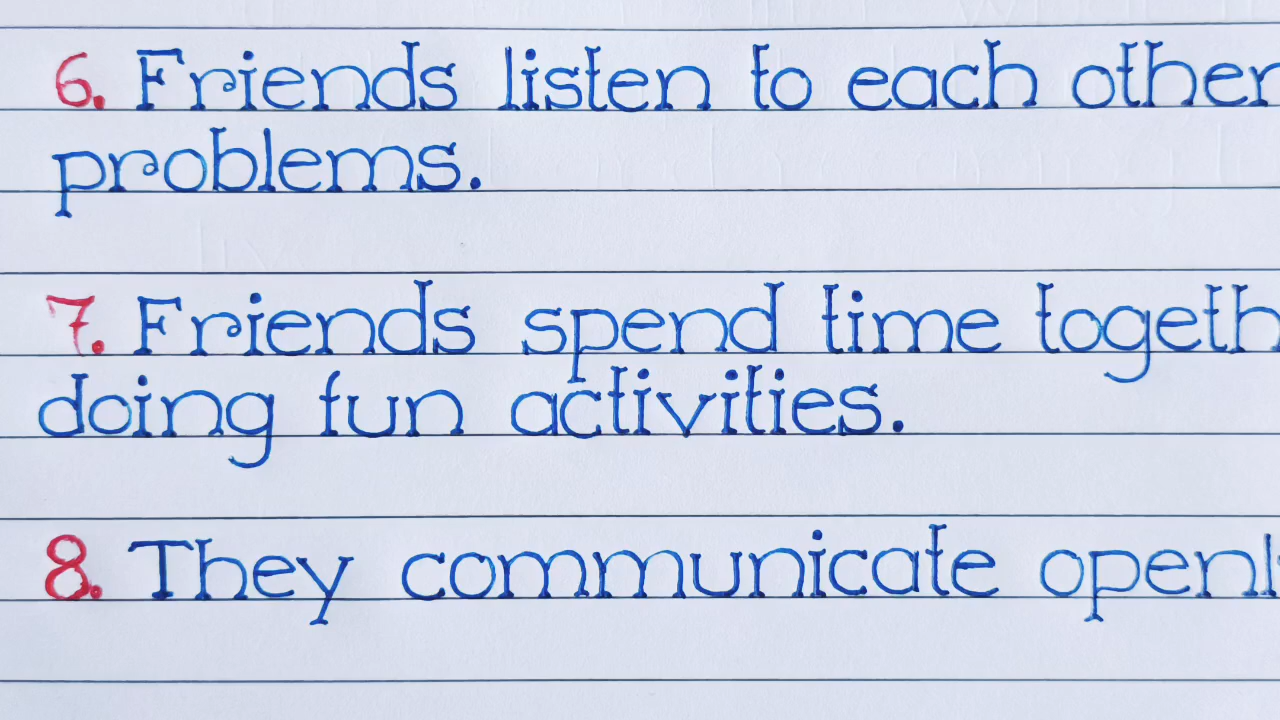 6. Friends listen to each other
problems.
7. Friends spend time togeth
doing fun activities.
8. They communicate openl